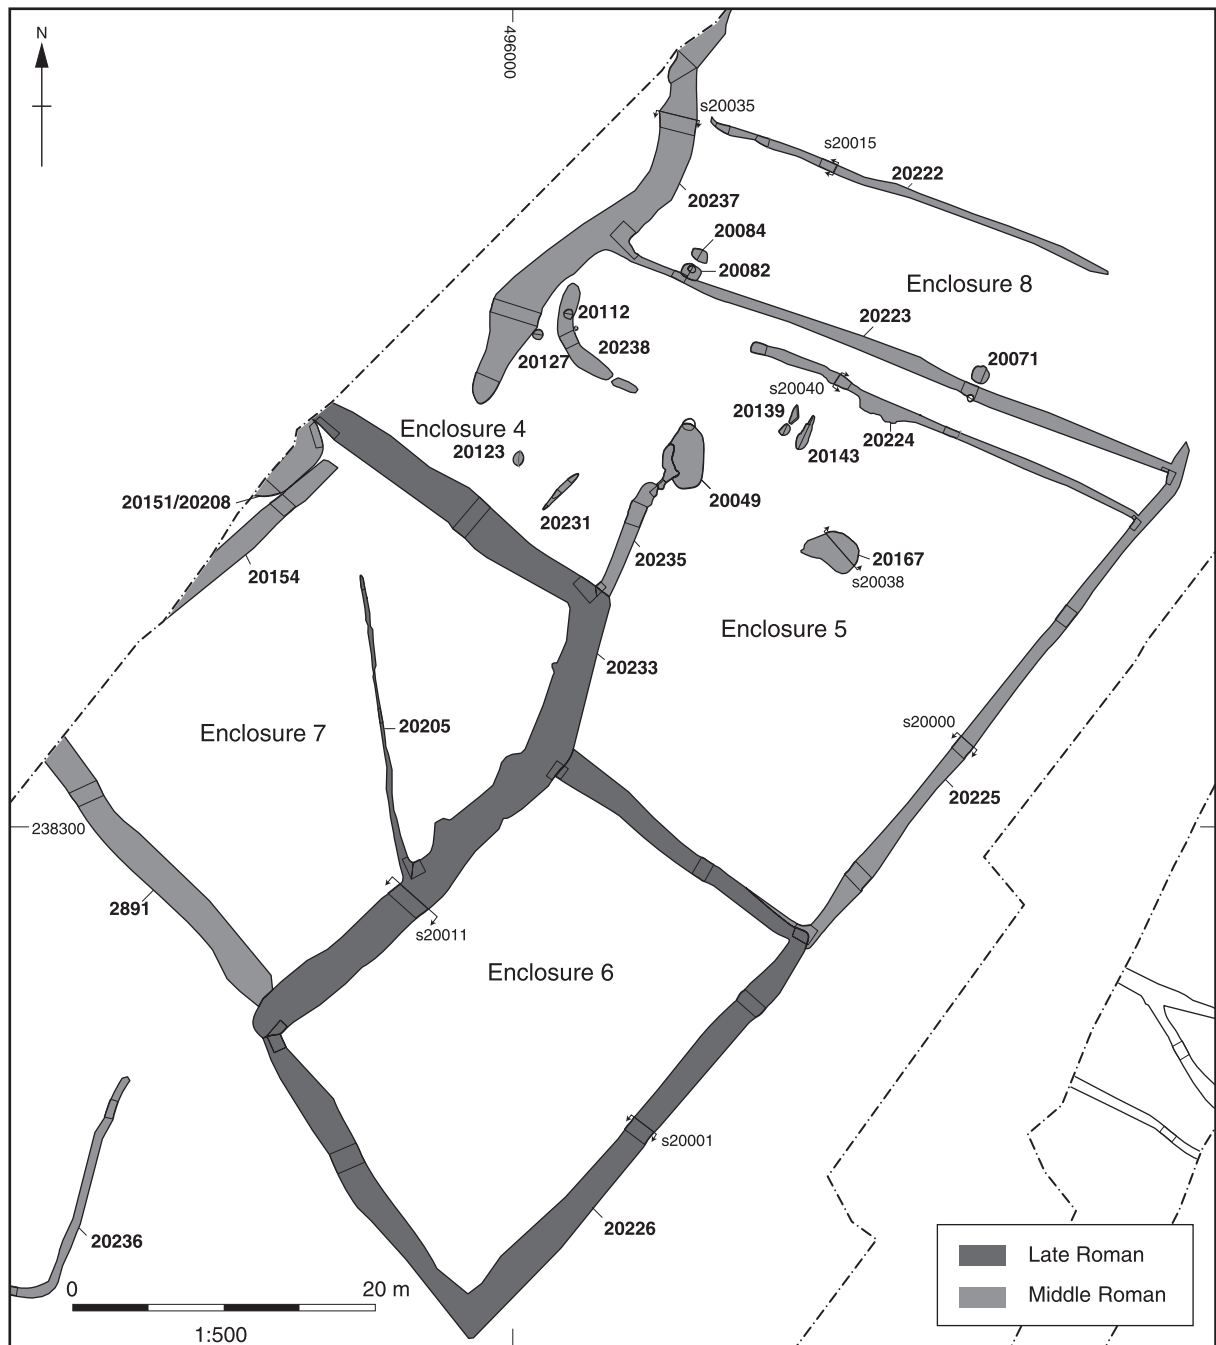 N
496000
s20035
s20015
20222
20237
20084
20082
Enclosure 8
20112
20223
20127
20238
20071
s20040
20139
Enclosure 4
20224
20143
20123
20049
20151/20208
20231
20235
20167
20154
s20038
Enclosure 5
20233
20205
s20000
Enclosure 7
20225
238300
2891
s20011
Enclosure 6
s20001
20226
20236
Late Roman
0
20 m
Middle Roman
1:500